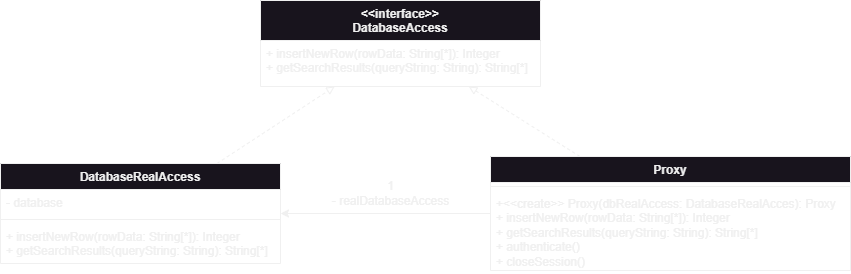 <<interface>>
DatabaseAccess
+ insertNewRow(rowData: String[*]): Integer
+ getSearchResults(queryString: String): String[*]
DatabaseRealAccess
- database
+ insertNewRow(rowData: String[*]): Integer
+ getSearchResults(queryString: String): String[*]
1
- realDatabaseAccess
Proxy
+<<create>> Proxy(dbRealAccess: DatabaseRealAcces): Proxy
+ insertNewRow(rowData: String[*]): Integer
+ getSearchResults(queryString: String): String[*]
+ authenticate()
+ closeSession()